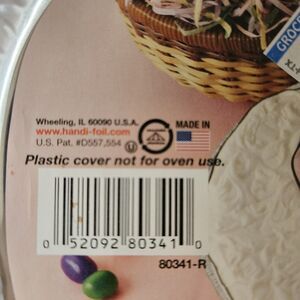 GROC
Wheeling, IL 60090 U.S.A.
www.handi-foil.com
U.S. Pat. #D557,554
MADE IN
Plastic cover not for oven use.
0 52092 80341 0
80341-R